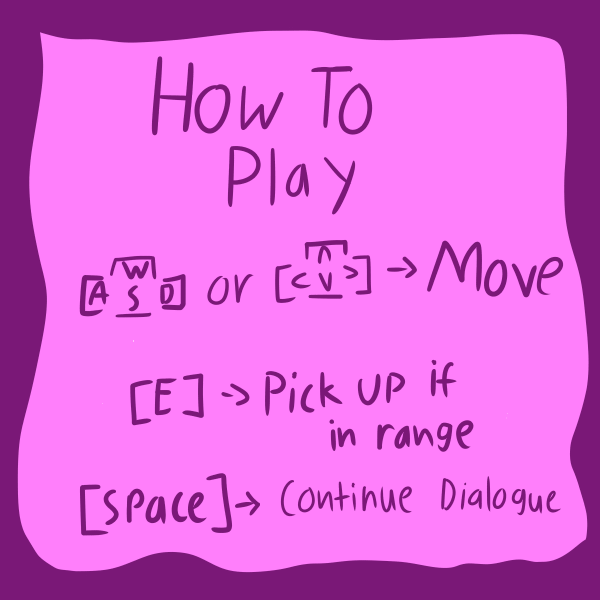 How To
Play
[A W S D] or [< ^ v >] -> Move
[E] -> Pick up if
in range
[space] -> Continue Dialogue